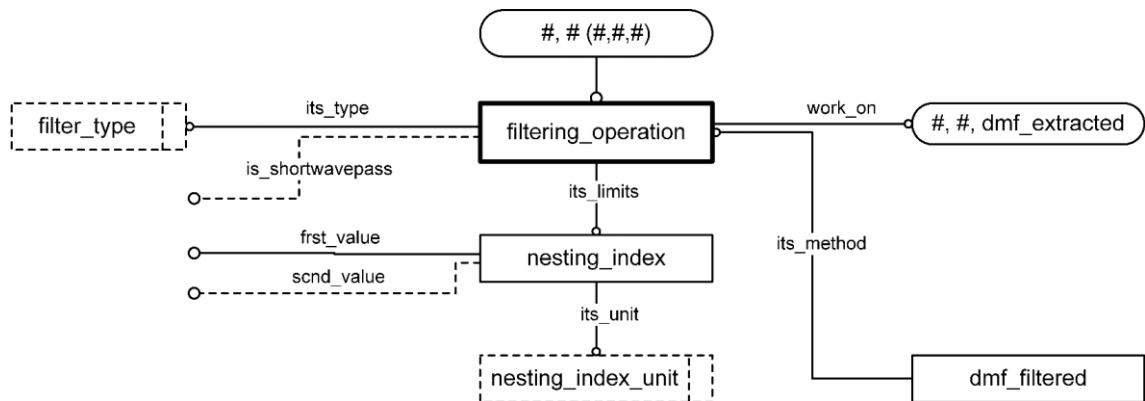 #, # (#,#,#)
its_type
work_on
filter_type
filtering_operation
#, #, dmf_extracted
is_shortwavepass
its_limits
frst_value
its_method
nesting_index
scnd_value
its_unit
nesting_index_unit
dmf_filtered